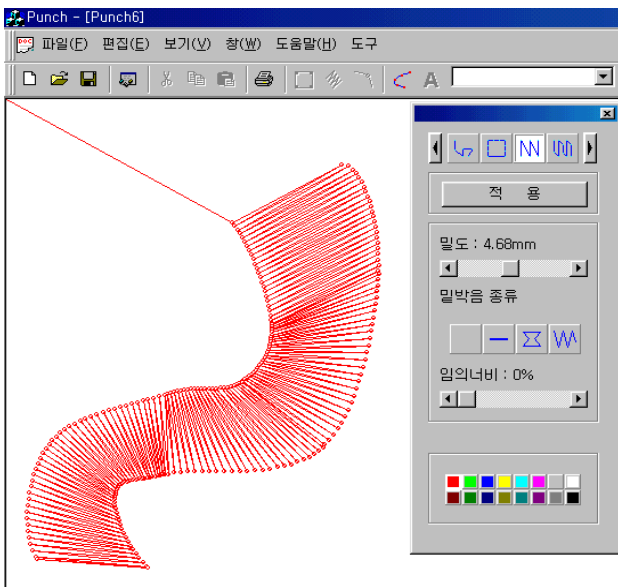 Punch - [Punch6]
파일(F) 편집(E) 보기(V) 창(W) 도움말(H) 도구
적 용
밀도 : 4.68mm
밑박음 종류
임의너비 : 0%